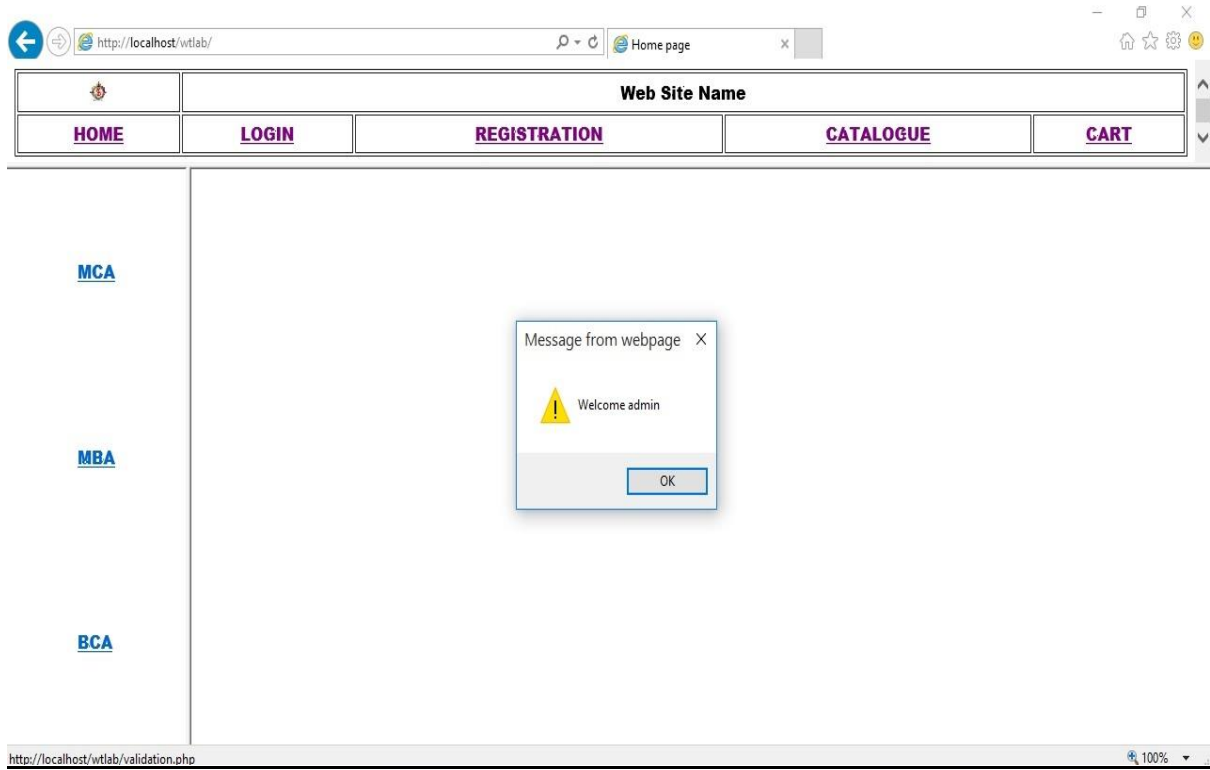 http://localhost/wtlab/
Home page
Web Site Name
HOME LOGIN REGISTRATION CATALOGUE CART
MCA
Message from webpage
Welcome admin
MBA
OK
BCA
http://localhost/wtlab/validation.php
100%